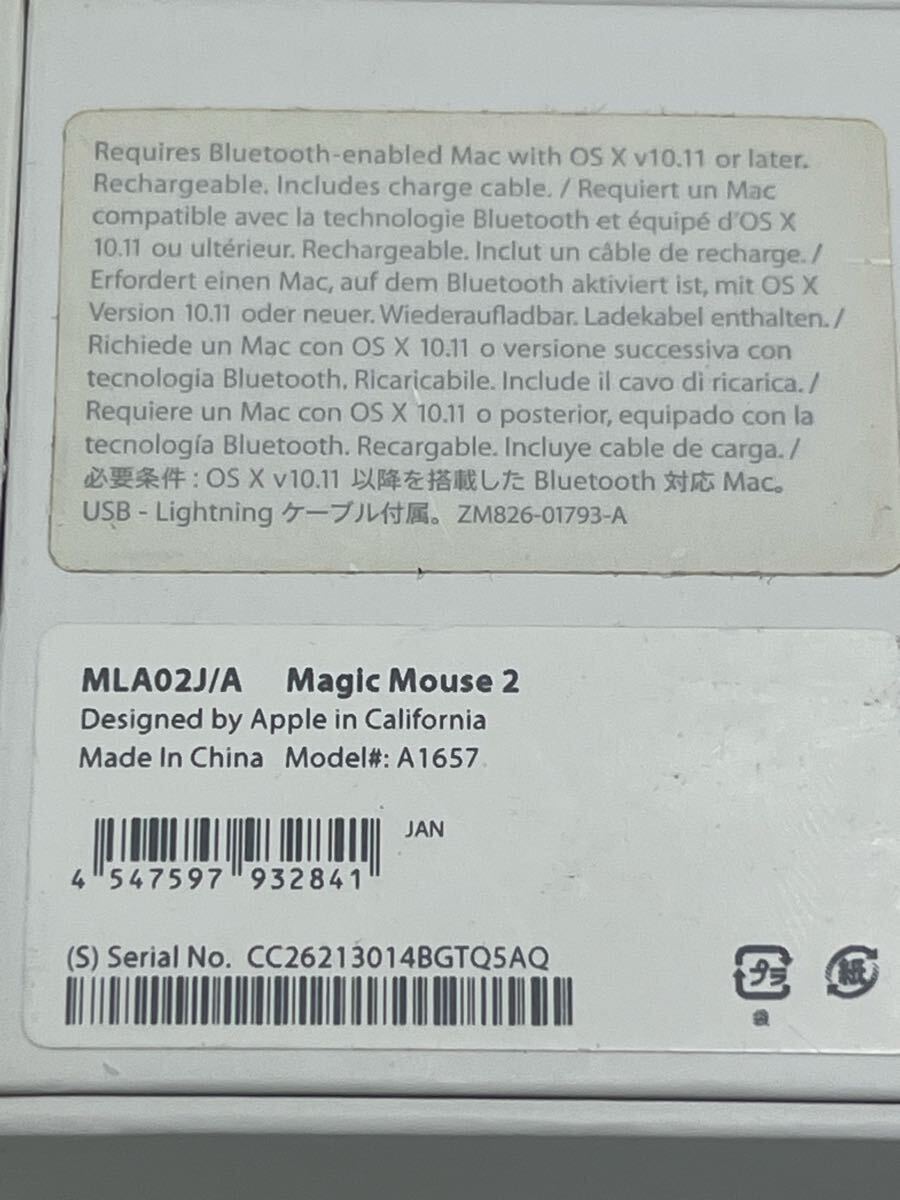 Requires Bluetooth-enabled Mac with OS X v10.11 or later.
Rechargeable. Includes charge cable. / Requiert un Mac
compatible avec la technologie Bluetooth et équipé d'OS X
10.11 ou ultérieur. Rechargeable. Inclut un câble de recharge. /
Erfordert einen Mac, auf dem Bluetooth aktiviert ist, mit OS X
Version 10.11 oder neuer. Wiederaufladbar. Ladekabel enthalten. /
Richiede un Mac con OS X 10.11 o versione successiva con
tecnologia Bluetooth. Ricaricabile. Include il cavo di ricarica. /
Requiere un Mac con OS X 10.11 o posterior, equipado con la
tecnología Bluetooth. Recargable. Incluye cable de carga. /
必要条件 : OS X v10.11 以降を搭載した Bluetooth 対応 Mac。
USB - Lightning ケーブル付属。 ZM826-01793-A
MLA02J/A Magic Mouse 2
Designed by Apple in California
Made In China Model#: A1657
JAN
4 547597 932841
(S) Serial No. CC26213014BGTQ5AQ
プラ 紙
袋